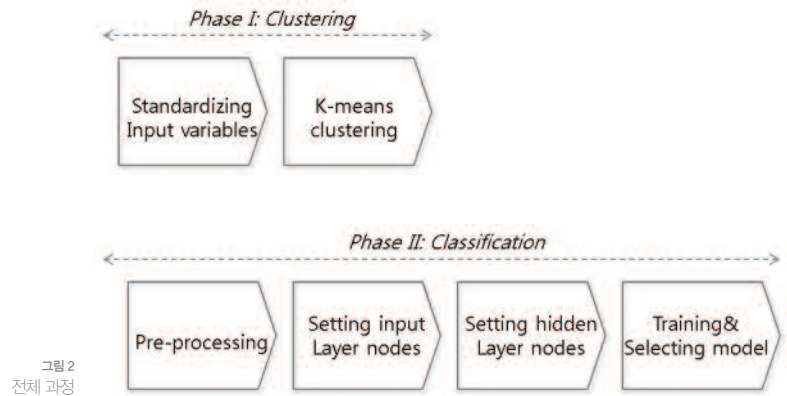 Phase I: Clustering
Standardizing
Input variables
K-means
clustering
Phase II: Classification
Pre-processing
Setting input
Layer nodes
Setting hidden
Layer nodes
Training&
Selecting model
그림 2
전체 과정